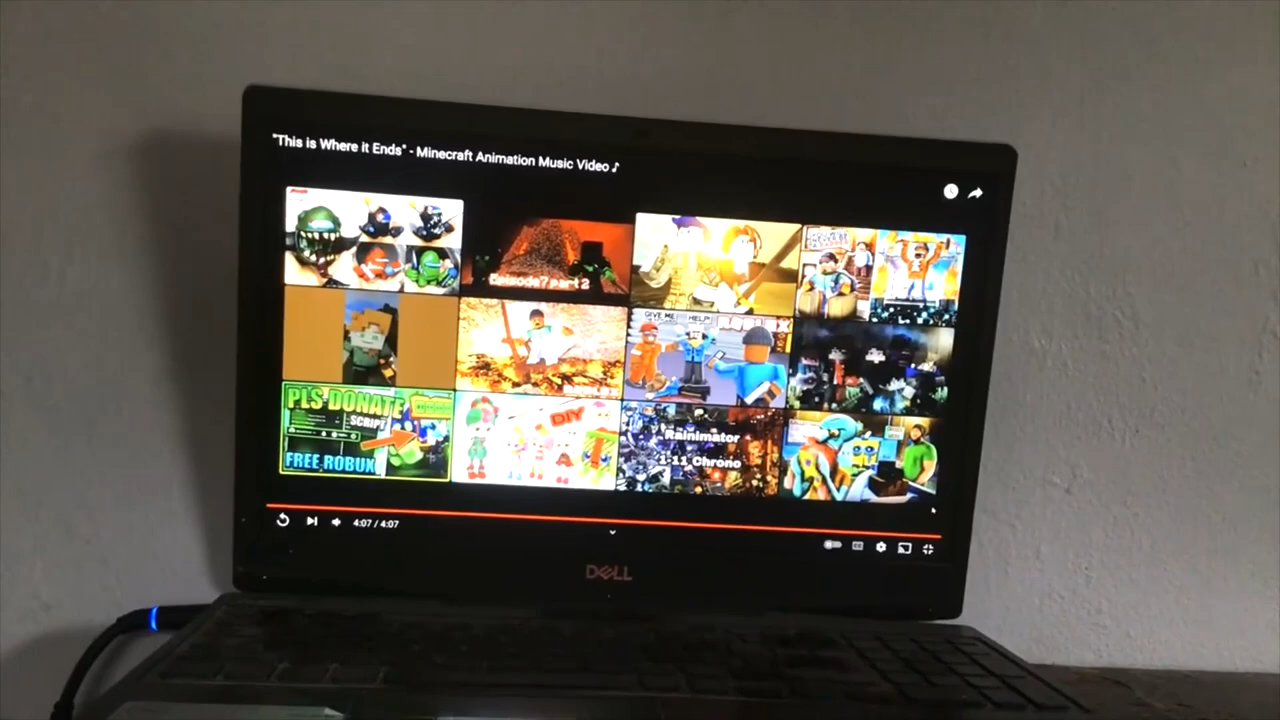 "This is Where it Ends" - Minecraft Animation Music Video ♪
Episode7 part 2
GIVE ME
HELP!
ROBLOX
PLS DONATE
SCRIPT
FREE ROBUX
DIY
Rainimator
1-11 Chrono
4:07 / 4:07
DELL